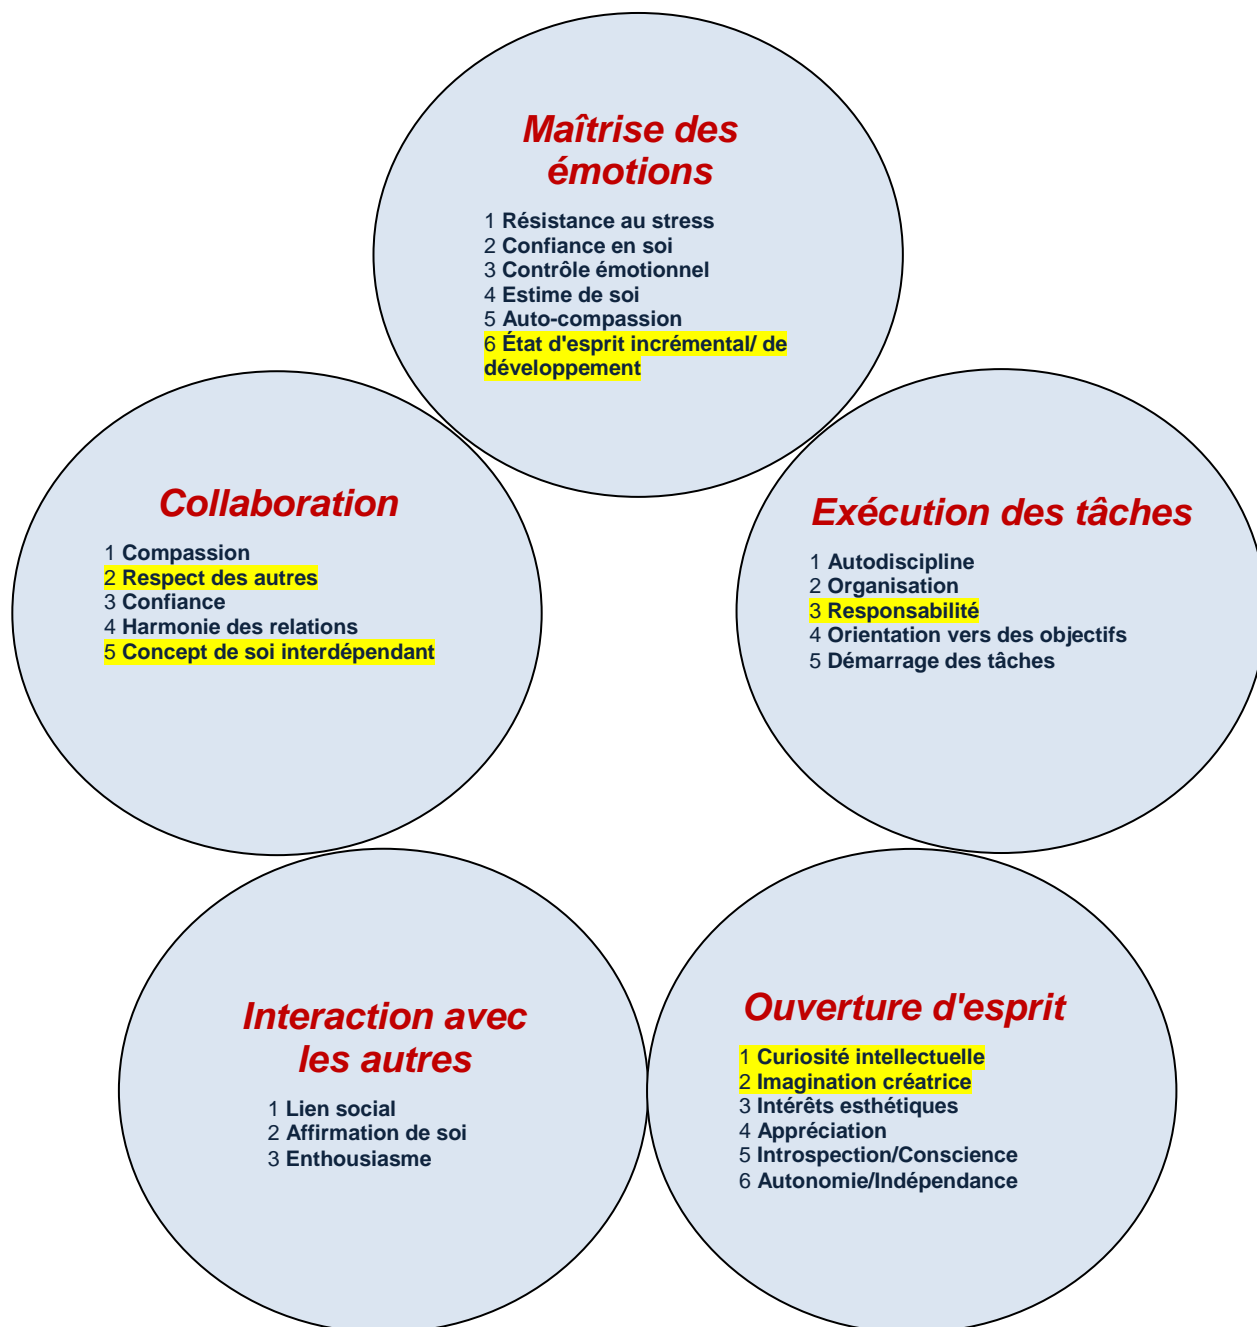 Maîtrise des
émotions
1 Résistance au stress
2 Confiance en soi
3 Contrôle émotionnel
4 Estime de soi
5 Auto-compassion
6 État d'esprit incrémental/ de
développement
Collaboration
1 Compassion
2 Respect des autres
3 Confiance
4 Harmonie des relations
5 Concept de soi interdépendant
Exécution des tâches
1 Autodiscipline
2 Organisation
3 Responsabilité
4 Orientation vers des objectifs
5 Démarrage des tâches
Interaction avec
les autres
1 Lien social
2 Affirmation de soi
3 Enthousiasme
Ouverture d'esprit
1 Curiosité intellectuelle
2 Imagination créatrice
3 Intérêts esthétiques
4 Appréciation
5 Introspection/Conscience
6 Autonomie/Indépendance